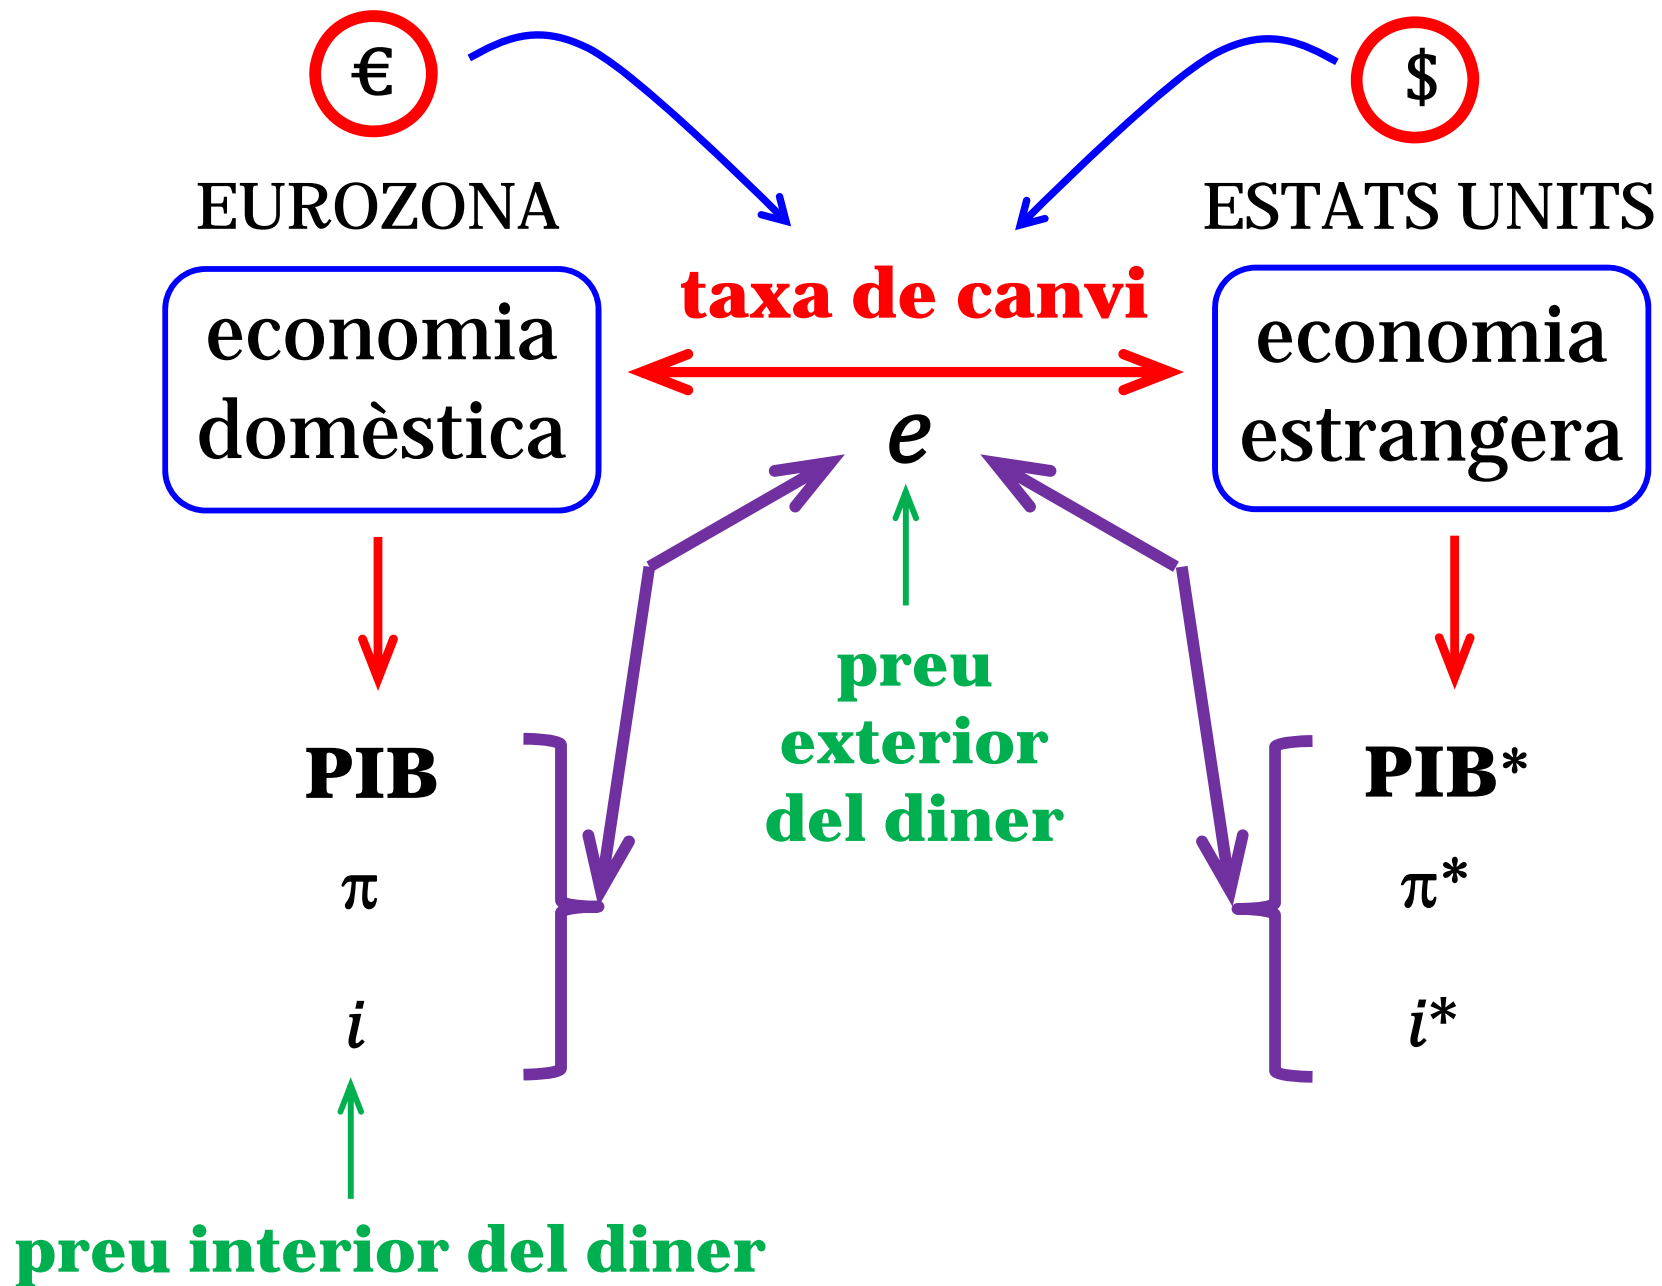 €
$
EUROZONA
ESTATS UNITS
economia
domèstica
taxa de canvi
e
economia
estrangera
preu
exterior
del diner
PIB
π
i
PIB*
π*
i*
preu interior del diner